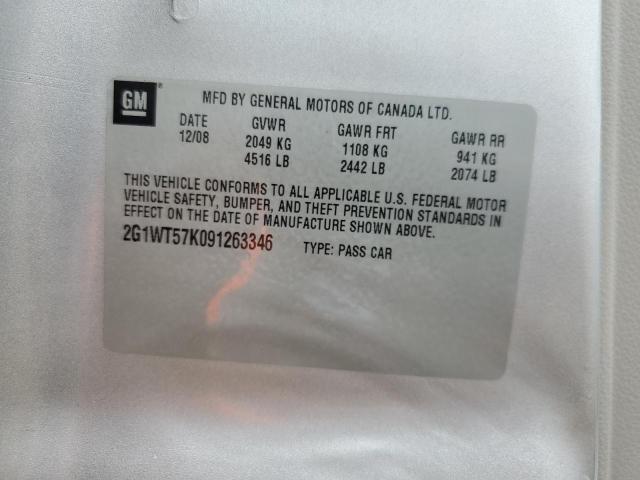 GM
MFD BY GENERAL MOTORS OF CANADA LTD.
DATE GVWR GAWR FRT GAWR RR
12/08 2049 KG 1108 KG 941 KG
4516 LB 2442 LB 2074 LB
THIS VEHICLE CONFORMS TO ALL APPLICABLE U.S. FEDERAL MOTOR
VEHICLE SAFETY, BUMPER, AND THEFT PREVENTION STANDARDS IN
EFFECT ON THE DATE OF MANUFACTURE SHOWN ABOVE.
2G1WT57K091263346 TYPE: PASS CAR